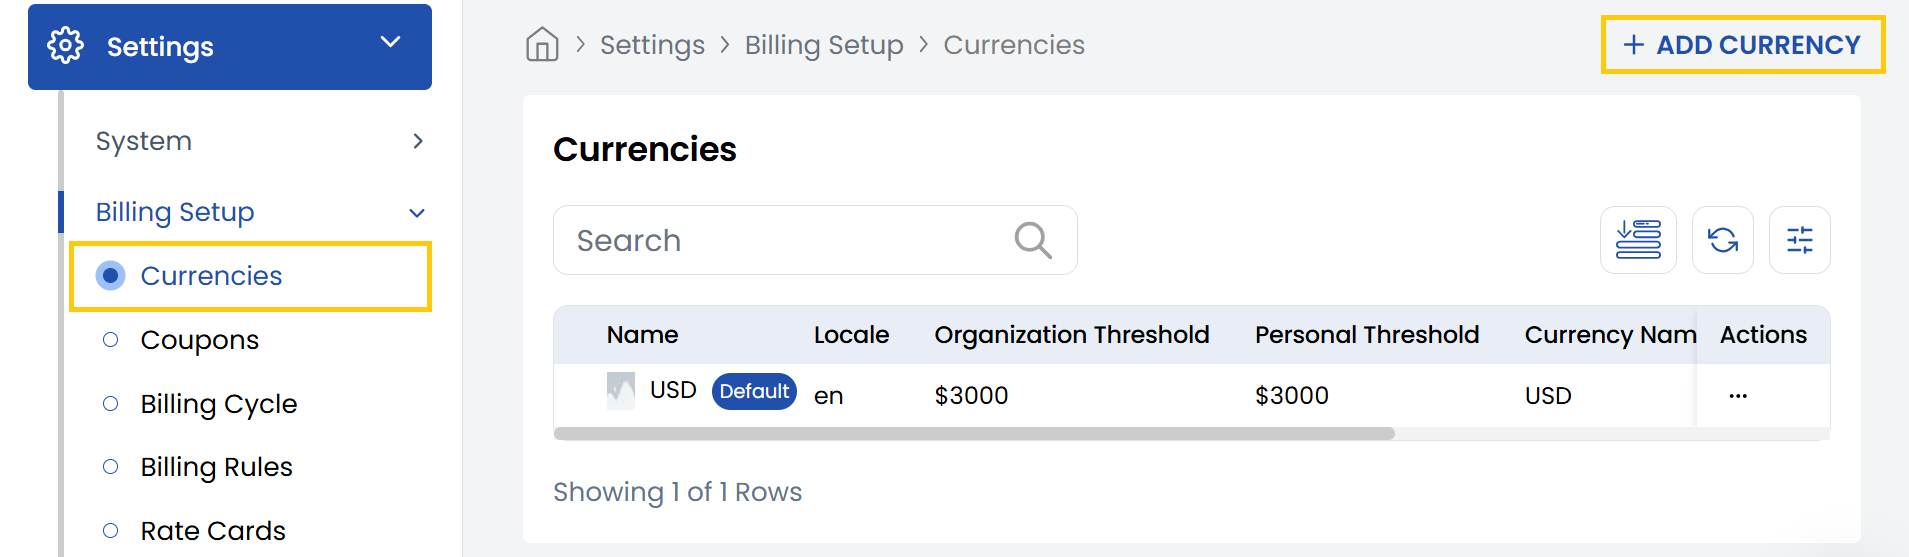 Settings
System
Billing Setup
Currencies
Coupons
Billing Cycle
Billing Rules
Rate Cards
Settings > Billing Setup > Currencies
+ ADD CURRENCY
Currencies
Search
Name Locale Organization Threshold Personal Threshold Currency Nam Actions
USD Default en $3000 $3000 USD ...
Showing 1 of 1 Rows